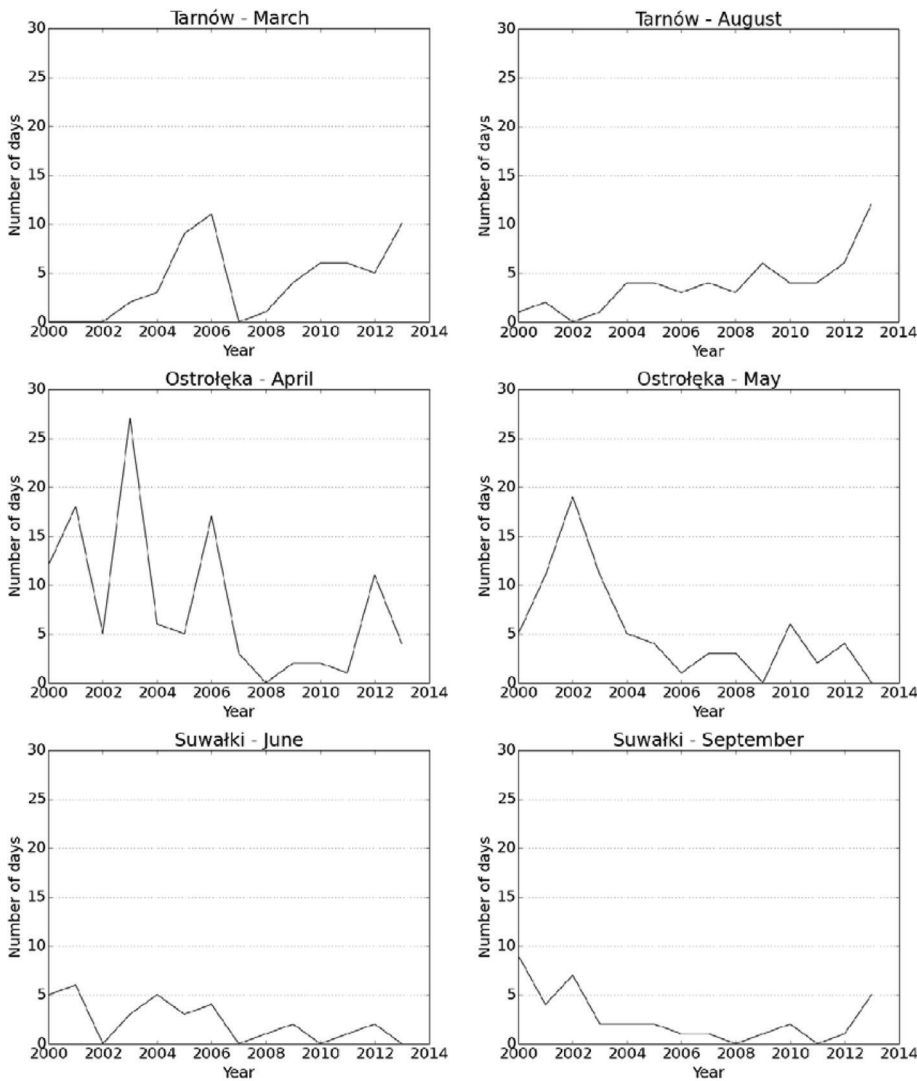 Tarnów - March
30
25
20
15
10
5
0
Number of days
2000 2002 2004 2006 2008 2010 2012 2014
Year
Tarnów - August
30
25
20
15
10
5
0
Number of days
2000 2002 2004 2006 2008 2010 2012 2014
Year
Ostrołęka - April
30
25
20
15
10
5
0
Number of days
2000 2002 2004 2006 2008 2010 2012 2014
Year
Ostrołęka - May
30
25
20
15
10
5
0
Number of days
2000 2002 2004 2006 2008 2010 2012 2014
Year
Suwałki - June
30
25
20
15
10
5
0
Number of days
2000 2002 2004 2006 2008 2010 2012 2014
Year
Suwałki - September
30
25
20
15
10
5
0
Number of days
2000 2002 2004 2006 2008 2010 2012 2014
Year